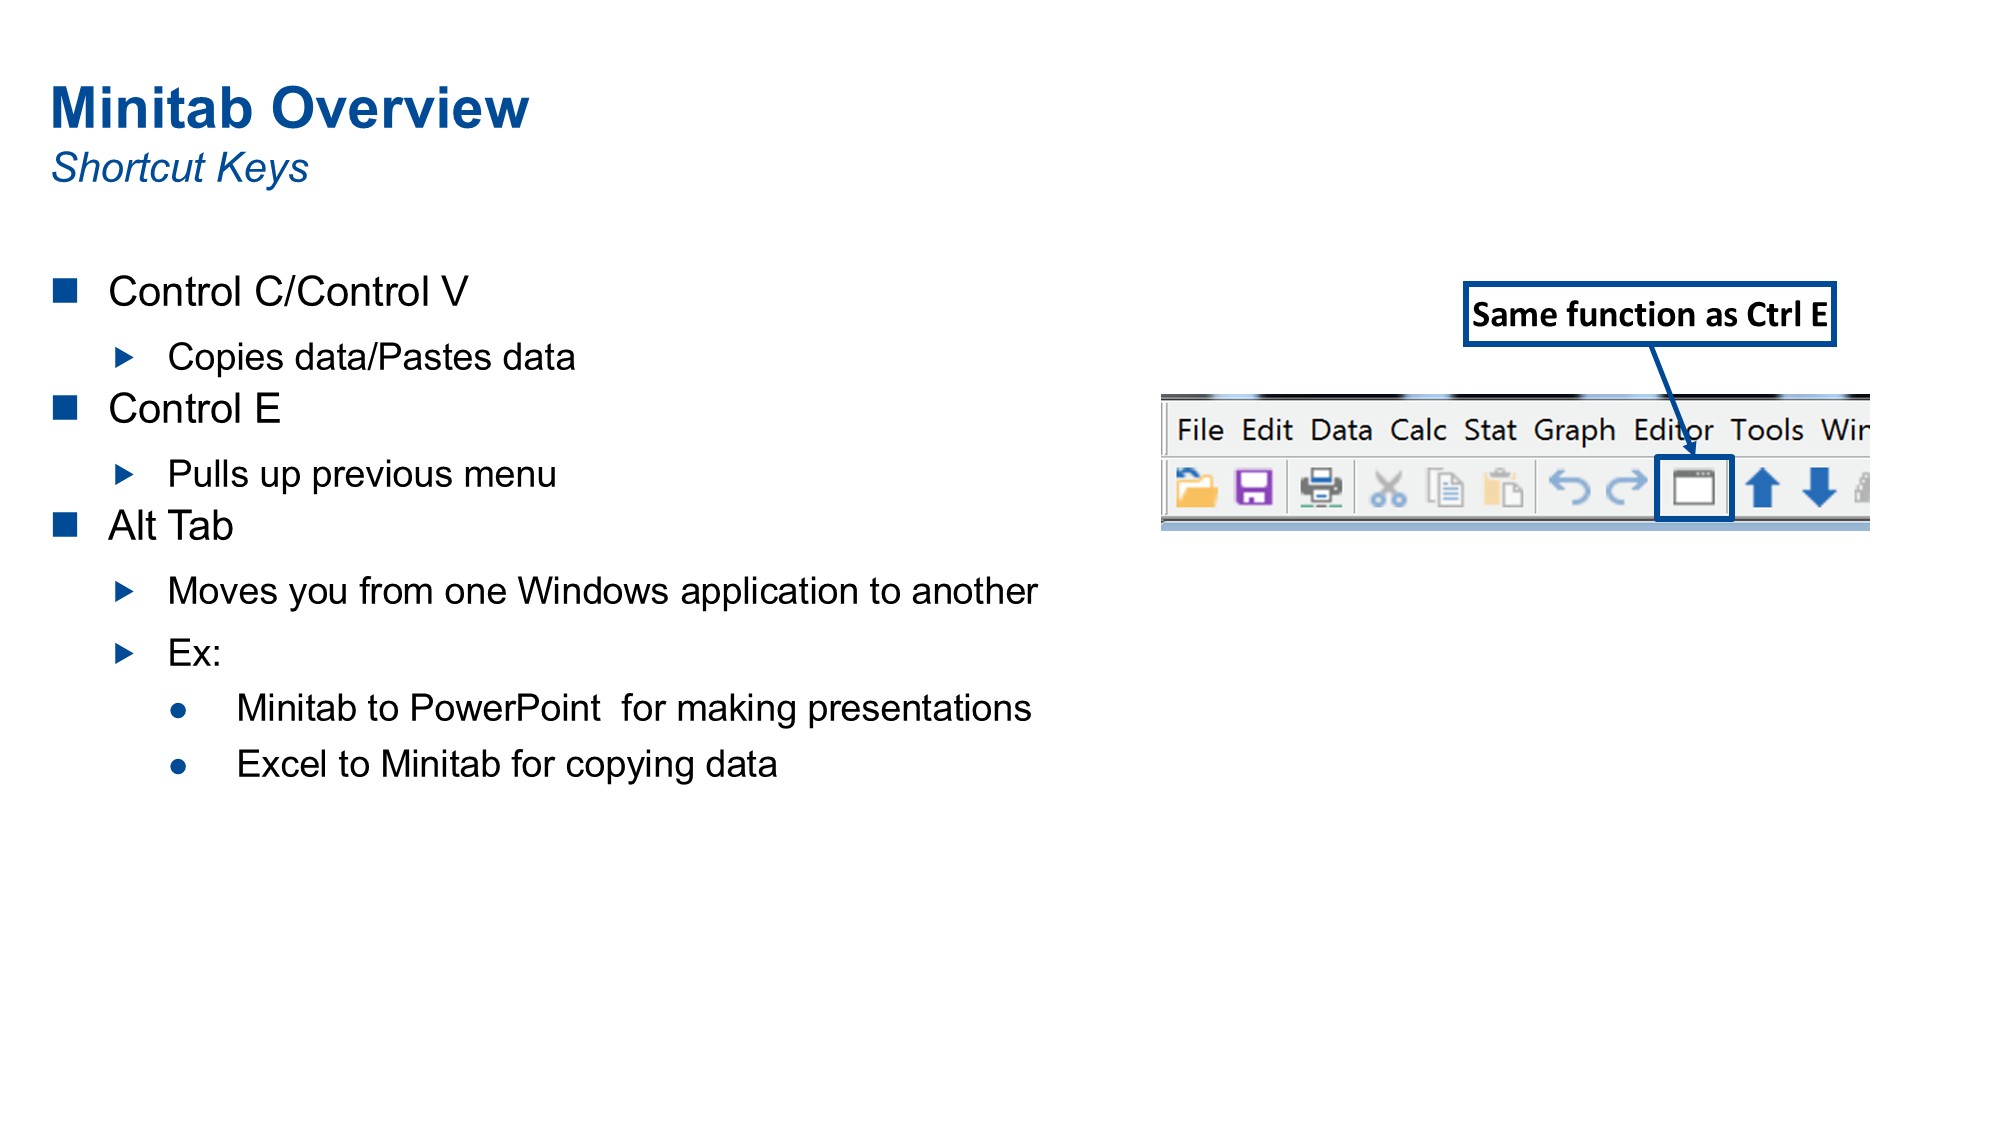 Minitab Overview
Shortcut Keys
Control C/Control V
Copies data/Pastes data
Control E
Pulls up previous menu
Alt Tab
Moves you from one Windows application to another
Ex:
Minitab to PowerPoint  for making presentations
Excel to Minitab for copying data
Same function as Ctrl E
File Edit Data Calc Stat Graph Editor Tools Win